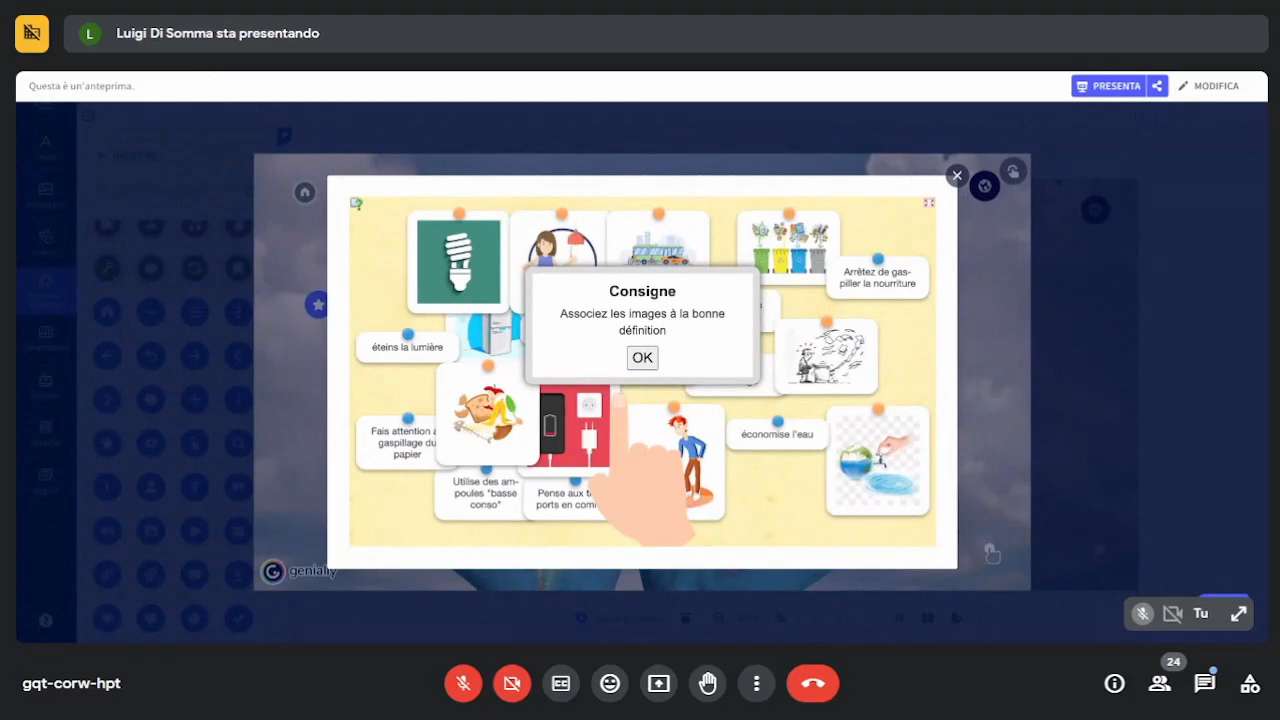 Luigi Di Somma sta presentando
Questa è un'anteprima.
PRESENTA
MODIFICA
Arrêtez de gas-
piller la nourriture
Consigne
Associez les images à la bonne
définition
OK
éteins la lumière
Fais attention a
gaspillage du
papier
économise l'eau
Utilise des am-
poules "basse
conso"
Pense aux t
ports en com
genially
Tu
gqt-corw-hpt
24